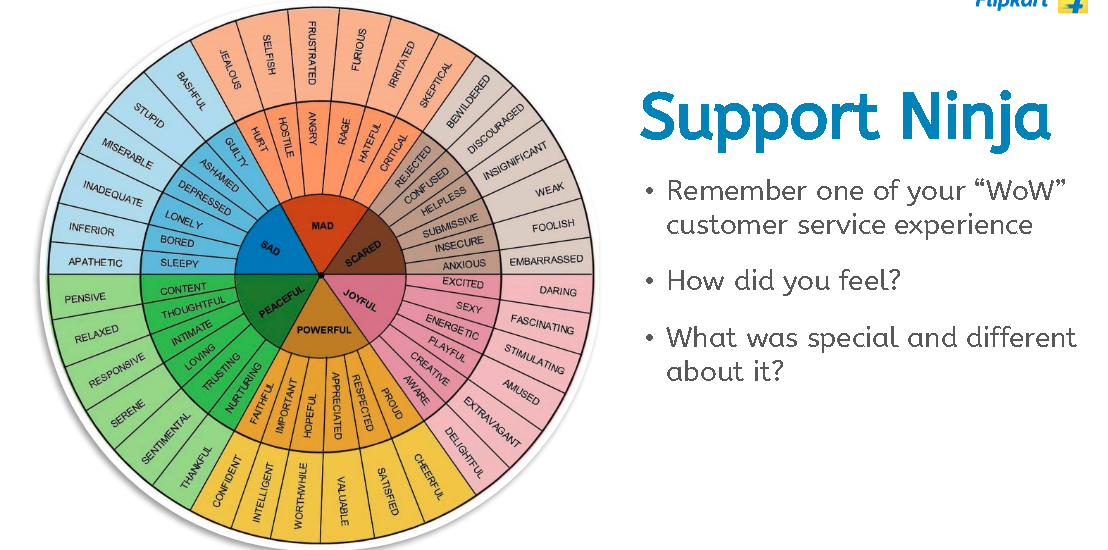 Flipkart
Support Ninja
• Remember one of your “WoW”
customer service experience
• How did you feel?
• What was special and different
about it?
MAD
SCARED
JOYFUL
POWERFUL
PEACEFUL
SAD
HURT
HOSTILE
ANGRY
RAGE
HATEFUL
CRITICAL
REJECTED
CONFUSED
HELPLESS
SUBMISSIVE
INSECURE
ANXIOUS
EXCITED
SEXY
ENERGETIC
PLAYFUL
CREATIVE
AWARE
PROUD
RESPECTED
APPRECIATED
HOPEFUL
IMPORTANT
FAITHFUL
NURTURING
TRUSTING
LOVING
INTIMATE
THOUGHTFUL
CONTENT
SLEEPY
BORED
LONELY
DEPRESSED
ASHAMED
GUILTY
JEALOUS
SELFISH
FRUSTRATED
FURIOUS
IRRITATED
SKEPTICAL
BEWILDERED
DISCOURAGED
INSIGNIFICANT
WEAK
FOOLISH
EMBARRASSED
DARING
FASCINATING
STIMULATING
AMUSED
EXTRAVAGANT
DELIGHTFUL
CHEERFUL
SATISFIED
VALUABLE
WORTHWHILE
INTELLIGENT
CONFIDENT
THANKFUL
SENTIMENTAL
SERENE
RESPONSIVE
RELAXED
PENSIVE
APATHETIC
INFERIOR
INADEQUATE
MISERABLE
STUPID
BASHFUL